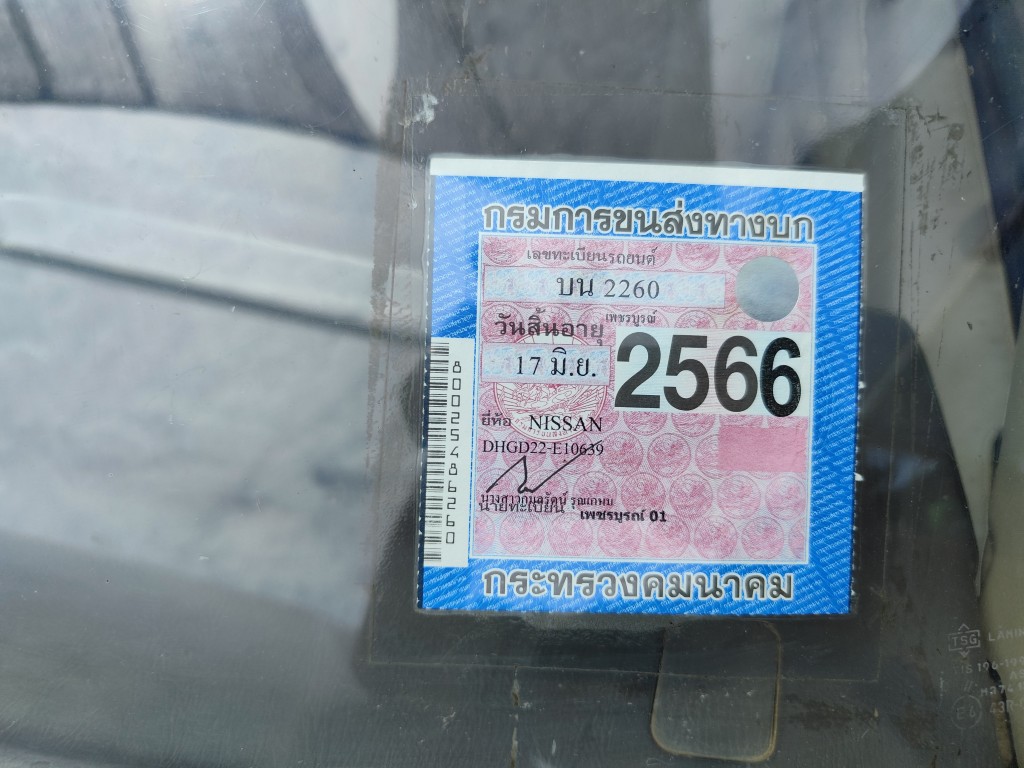 กรมการขนส่งทางบก
เลขทะเบียนรถยนต์
บน 2260
เพชรบูรณ์
วันสิ้นอายุ
17 มิ.ย.
2566
ยี่ห้อ NISSAN
DHGD22-E10639
นายทะเบียน
เพชรบูรณ์ 01
80025486260
กระทรวงคมนาคม
TSG